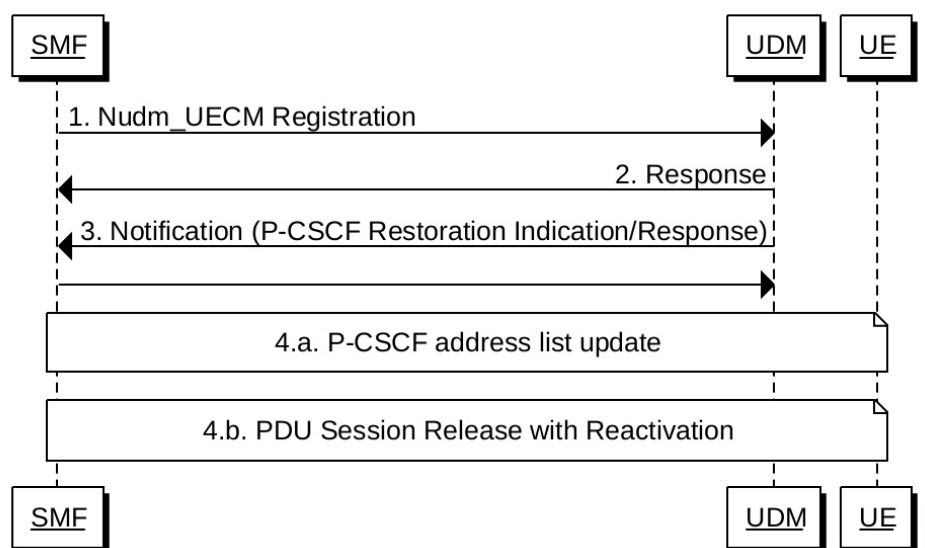 SMF UDM UE
1. Nudm_UECM Registration
2. Response
3. Notification (P-CSCF Restoration Indication/Response)
4.a. P-CSCF address list update
4.b. PDU Session Release with Reactivation
SMF UDM UE